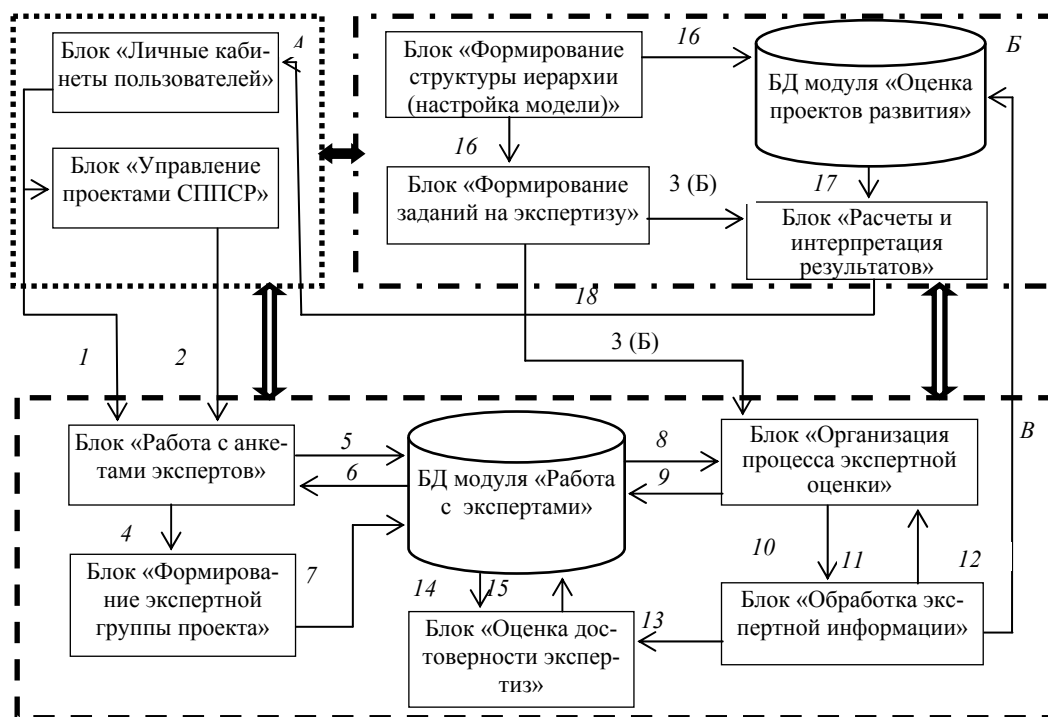 А
Блок «Личные каби-
неты пользователей»
Блок «Управление
проектами СППСР»
Блок «Формирование
структуры иерархии
(настройка модели)»
16
БД модуля «Оценка
проектов развития»
Б
16
Блок «Формирование
заданий на экспертизу»
3 (Б)
17
Блок «Расчеты и
интерпретация
результатов»
18
1
2
3 (Б)
В
Блок «Работа с анке-
тами экспертов»
5
6
БД модуля «Работа
с экспертами»
8
9
Блок «Организация
процесса экспертной
оценки»
4
7
10
11
12
Блок «Формирова-
ние экспертной
группы проекта»
14
15
Блок «Оценка дос-
товерности экспер-
тиз»
13
Блок «Обработка экс-
пертной информации»